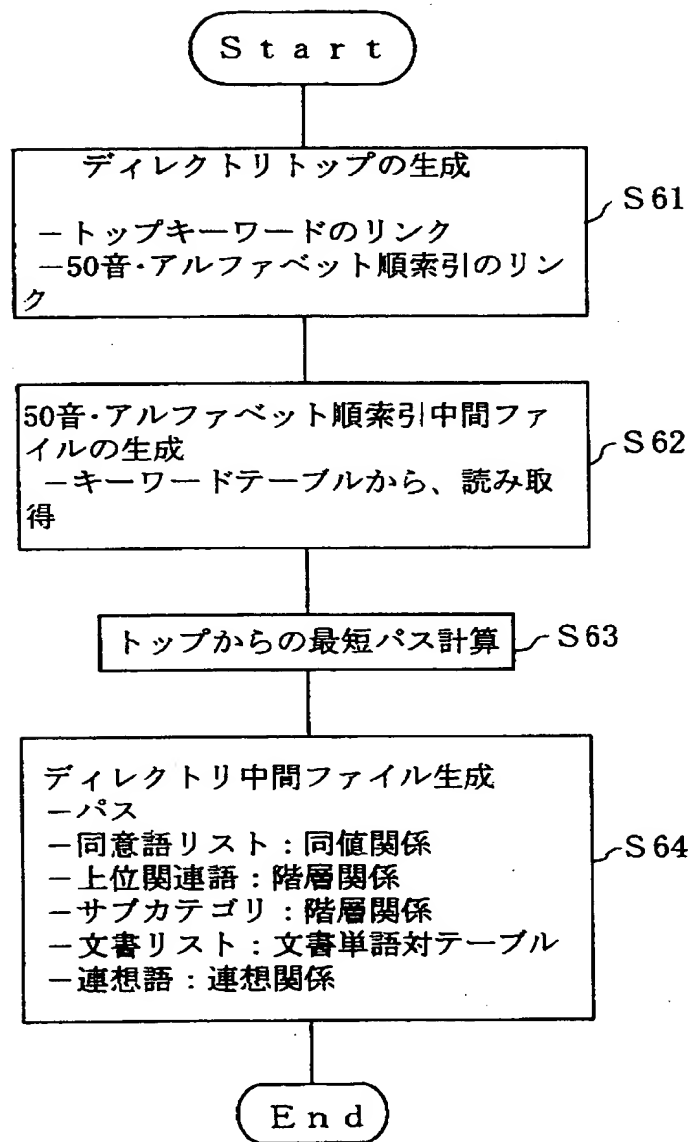 Start
ディレクトリトップの生成
－トップキーワードのリンク
－50音・アルファベット順索引のリン
ク
S61
50音・アルファベット順索引中間ファ
イルの生成
－キーワードテーブルから、読み取
得
S62
トップからの最短パス計算
S63
ディレクトリ中間ファイル生成
－パス
－同意語リスト：同値関係
－上位関連語：階層関係
－サブカテゴリ：階層関係
－文書リスト：文書単語対テーブル
－連想語：連想関係
S64
End